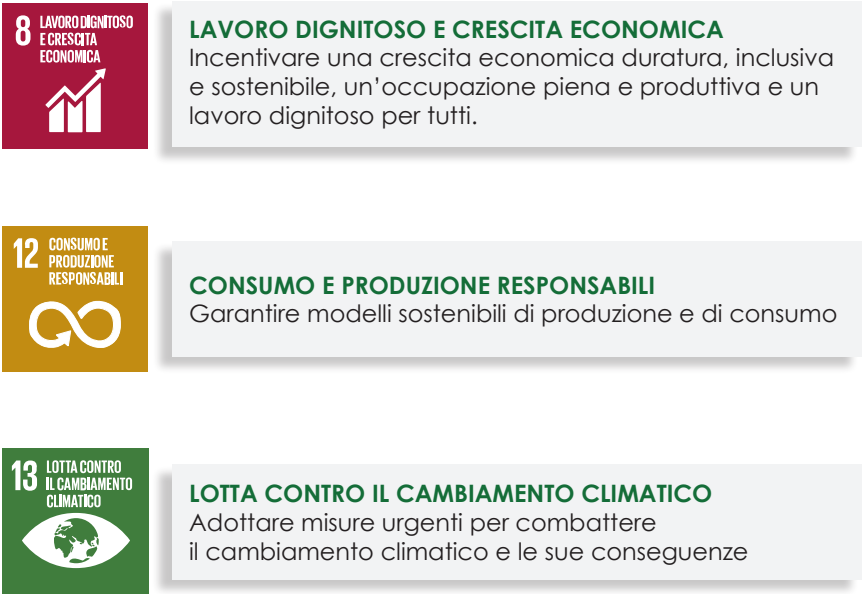 8 LAVORO DIGNITOSO
E CRESCITA
ECONOMICA
LAVORO DIGNITOSO E CRESCITA ECONOMICA
Incentivare una crescita economica duratura, inclusiva
e sostenibile, un’occupazione piena e produttiva e un
lavoro dignitoso per tutti.
12 CONSUMO E
PRODUZIONE
RESPONSABILI
CONSUMO E PRODUZIONE RESPONSABILI
Garantire modelli sostenibili di produzione e di consumo
13 LOTTA CONTRO
IL CAMBIAMENTO
CLIMATICO
LOTTA CONTRO IL CAMBIAMENTO CLIMATICO
Adottare misure urgenti per combattere
il cambiamento climatico e le sue conseguenze